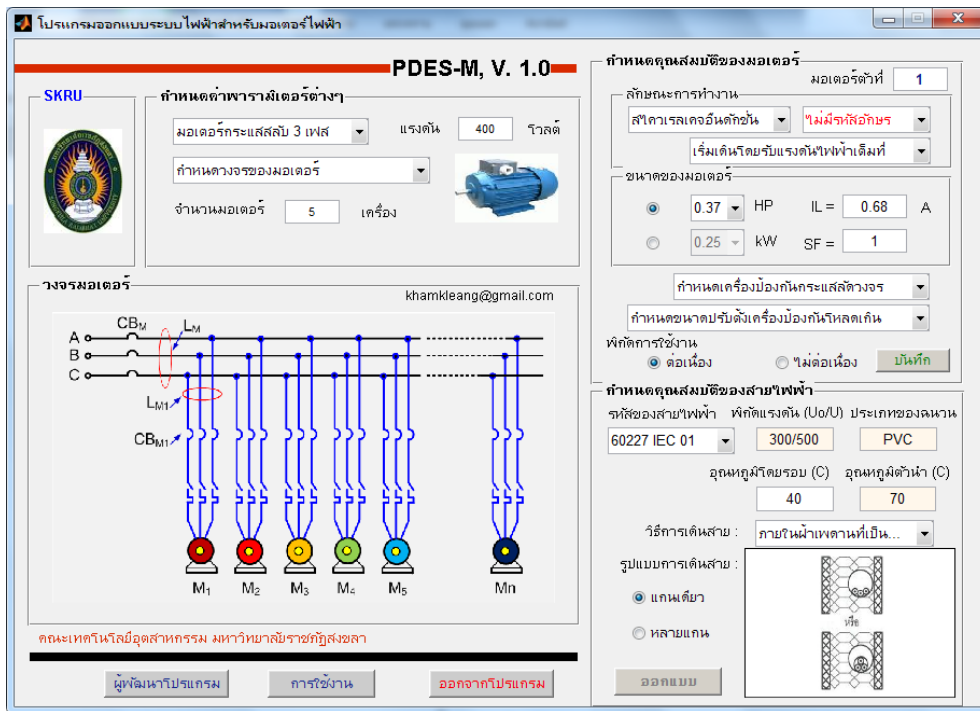 โปรแกรมออกแบบระบบไฟฟ้าสำหรับมอเตอร์ไฟฟ้า
PDES-M, V. 1.0
SKRU
กำหนดค่าพารามิเตอร์ต่างๆ
มอเตอร์กระแสสลับ 3 เฟส
แรงดัน 400 โวลต์
กำหนดวงจรของมอเตอร์
จำนวนมอเตอร์ 5 เครื่อง
วงจรมอเตอร์
khamkleang@gmail.com
CBM
LM
A
B
C
LM1
CBM1
M1 M2 M3 M4 M5 Mn
คณะเทคโนโลยีอุตสาหกรรม มหาวิทยาลัยราชภัฏสงขลา
ผู้พัฒนาโปรแกรม
การใช้งาน
ออกจากโปรแกรม
กำหนดคุณสมบัติของมอเตอร์
มอเตอร์ตัวที่ 1
ลักษณะการทำงาน
สไควเรลเคจอินดักชั่น
ไม่มีรหัสอักษร
เริ่มเดินโดยรับแรงดันไฟฟ้าเต็มที่
ขนาดของมอเตอร์
0.37 HP IL = 0.68 A
0.25 kW SF = 1
กำหนดเครื่องป้องกันกระแสลัดวงจร
กำหนดขนาดปรับตั้งเครื่องป้องกันโหลดเกิน
พิกัดการใช้งาน
ต่อเนื่อง
ไม่ต่อเนื่อง
บันทึก
กำหนดคุณสมบัติของสายไฟฟ้า
รหัสของสายไฟฟ้า พิกัดแรงดัน (Uo/U) ประเภทของฉนวน
60227 IEC 01 300/500 PVC
อุณหภูมิโดยรอบ (C) อุณหภูมิตัวนำ (C)
40 70
วิธีการเดินสาย : ภายในฝ้าเพดานที่เป็น...
รูปแบบการเดินสาย :
แกนเดียว
หลายแกน
หรือ
ออกแบบ